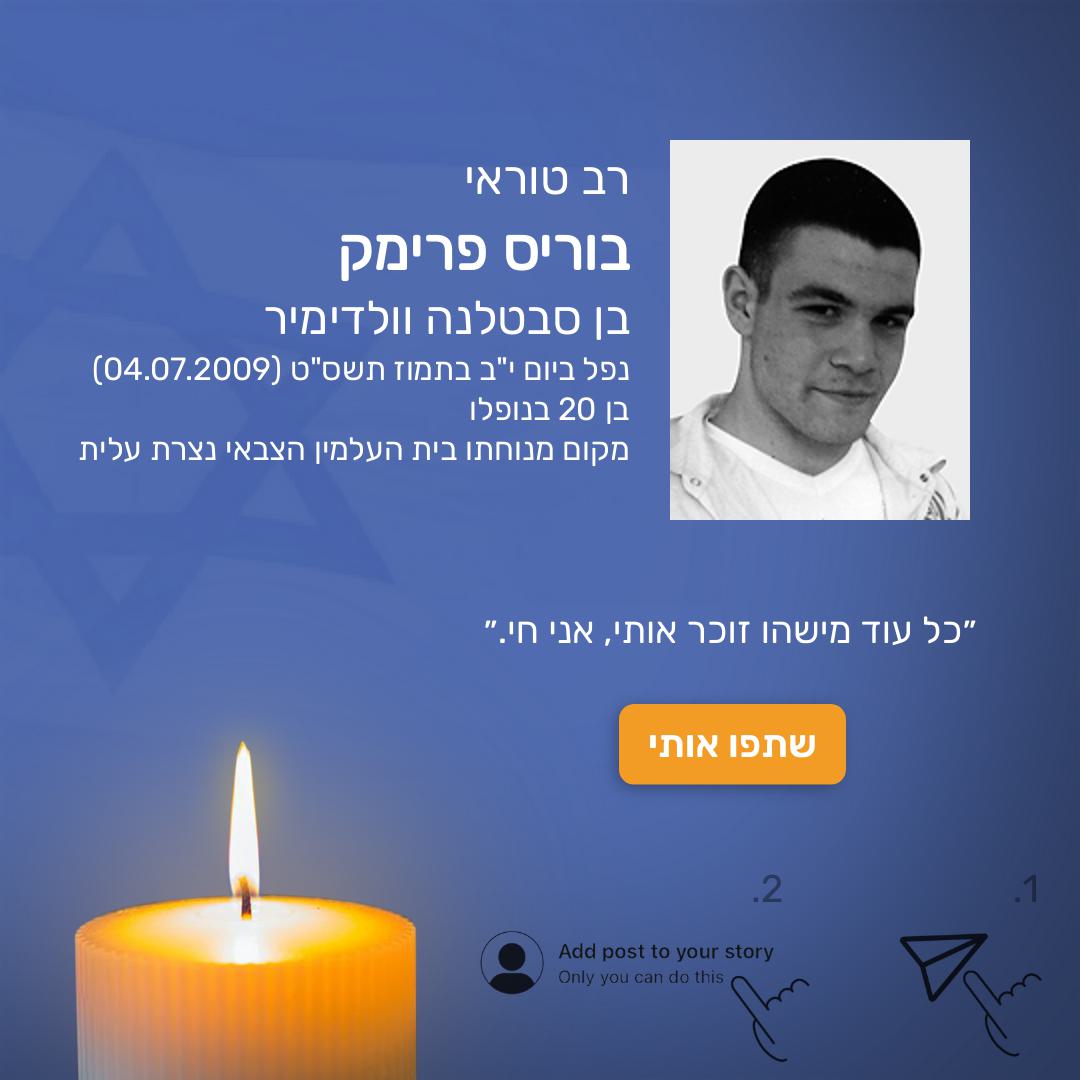 רב טוראי
בוריס פרימק
בן סבטלנה וולדימיר
נפל ביום י"ב בתמוז תשס"ט (04.07.2009)
בן 20 בנופלו
מקום מנוחתו בית העלמין הצבאי נצרת עלית
״כל עוד מישהו זוכר אותי, אני חי.״
שתפו אותי
1.
2.
Add post to your story
Only you can do this